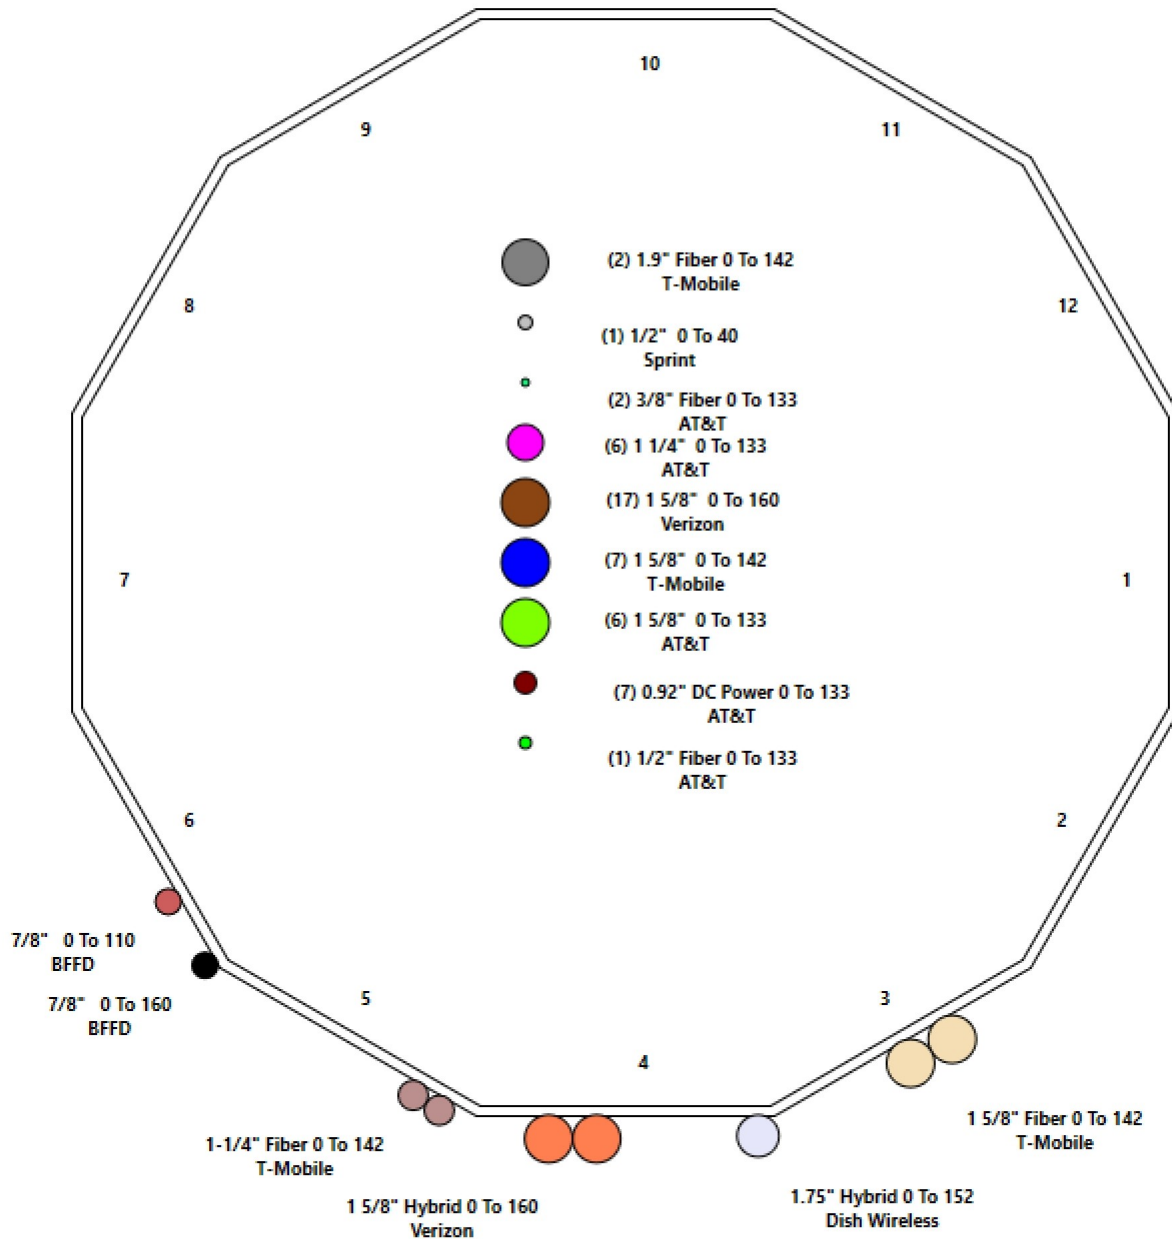 10
9
11
8
12
(2) 1.9" Fiber 0 To 142
T-Mobile
(1) 1/2"  0 To 40
Sprint
(2) 3/8" Fiber 0 To 133
AT&T
(6) 1 1/4"  0 To 133
AT&T
(17) 1 5/8"  0 To 160
Verizon
(7) 1 5/8"  0 To 142
T-Mobile
7
1
(6) 1 5/8"  0 To 133
AT&T
(7) 0.92" DC Power 0 To 133
AT&T
(1) 1/2" Fiber 0 To 133
AT&T
6
2
7/8"   0 To 110
BFFD
7/8"   0 To 160
BFFD
5
3
4
1-1/4" Fiber 0 To 142
T-Mobile
1 5/8" Hybrid 0 To 160
Verizon
1.75" Hybrid 0 To 152
Dish Wireless
1 5/8" Fiber 0 To 142
T-Mobile